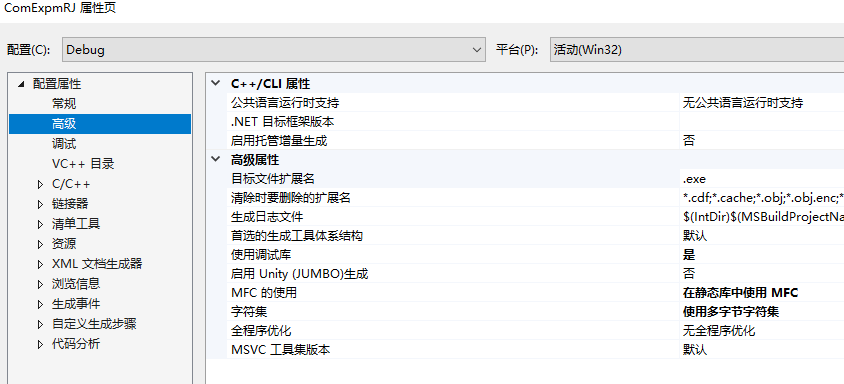 ComExpmRJ 属性页
配置(C): Debug 平台(P): 活动(Win32)
配置属性
常规
高级
调试
VC++ 目录
C/C++
链接器
清单工具
资源
XML 文档生成器
浏览信息
生成事件
自定义生成步骤
代码分析
C++/CLI 属性
公共语言运行时支持 无公共语言运行时支持
.NET 目标框架版本
启用托管增量生成 否
高级属性
目标文件扩展名 .exe
清除时要删除的扩展名 *.cdf;*.cache;*.obj;*.obj.enc;*
生成日志文件 $(IntDir)$(MSBuildProjectNa
首选的生成工具体系结构 默认
使用调试库 是
启用 Unity (JUMBO)生成 否
MFC 的使用 在静态库中使用 MFC
字符集 使用多字节字符集
全程序优化 无全程序优化
MSVC 工具集版本 默认